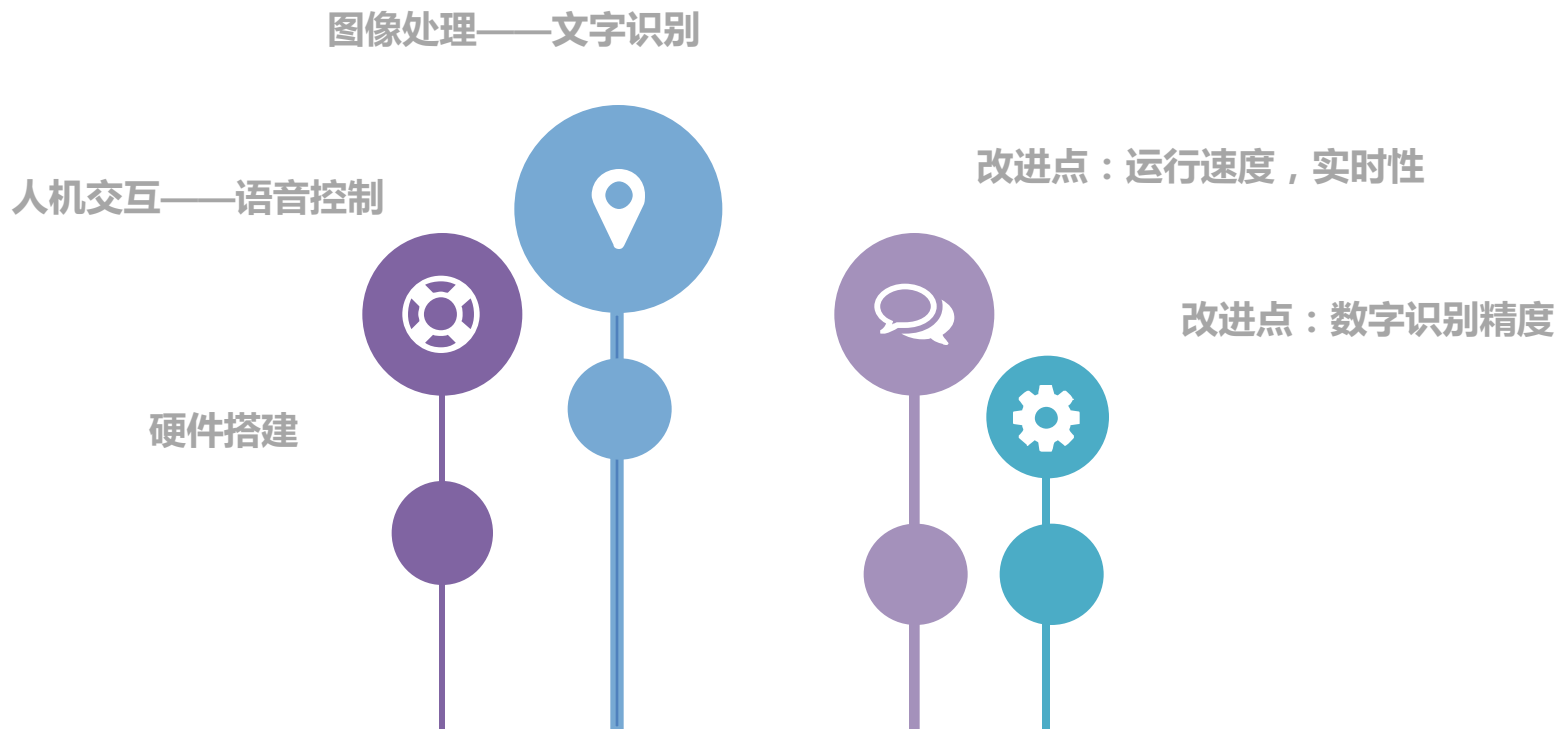 图像处理——文字识别
人机交互——语音控制
硬件搭建
改进点：运行速度，实时性
改进点：数字识别精度